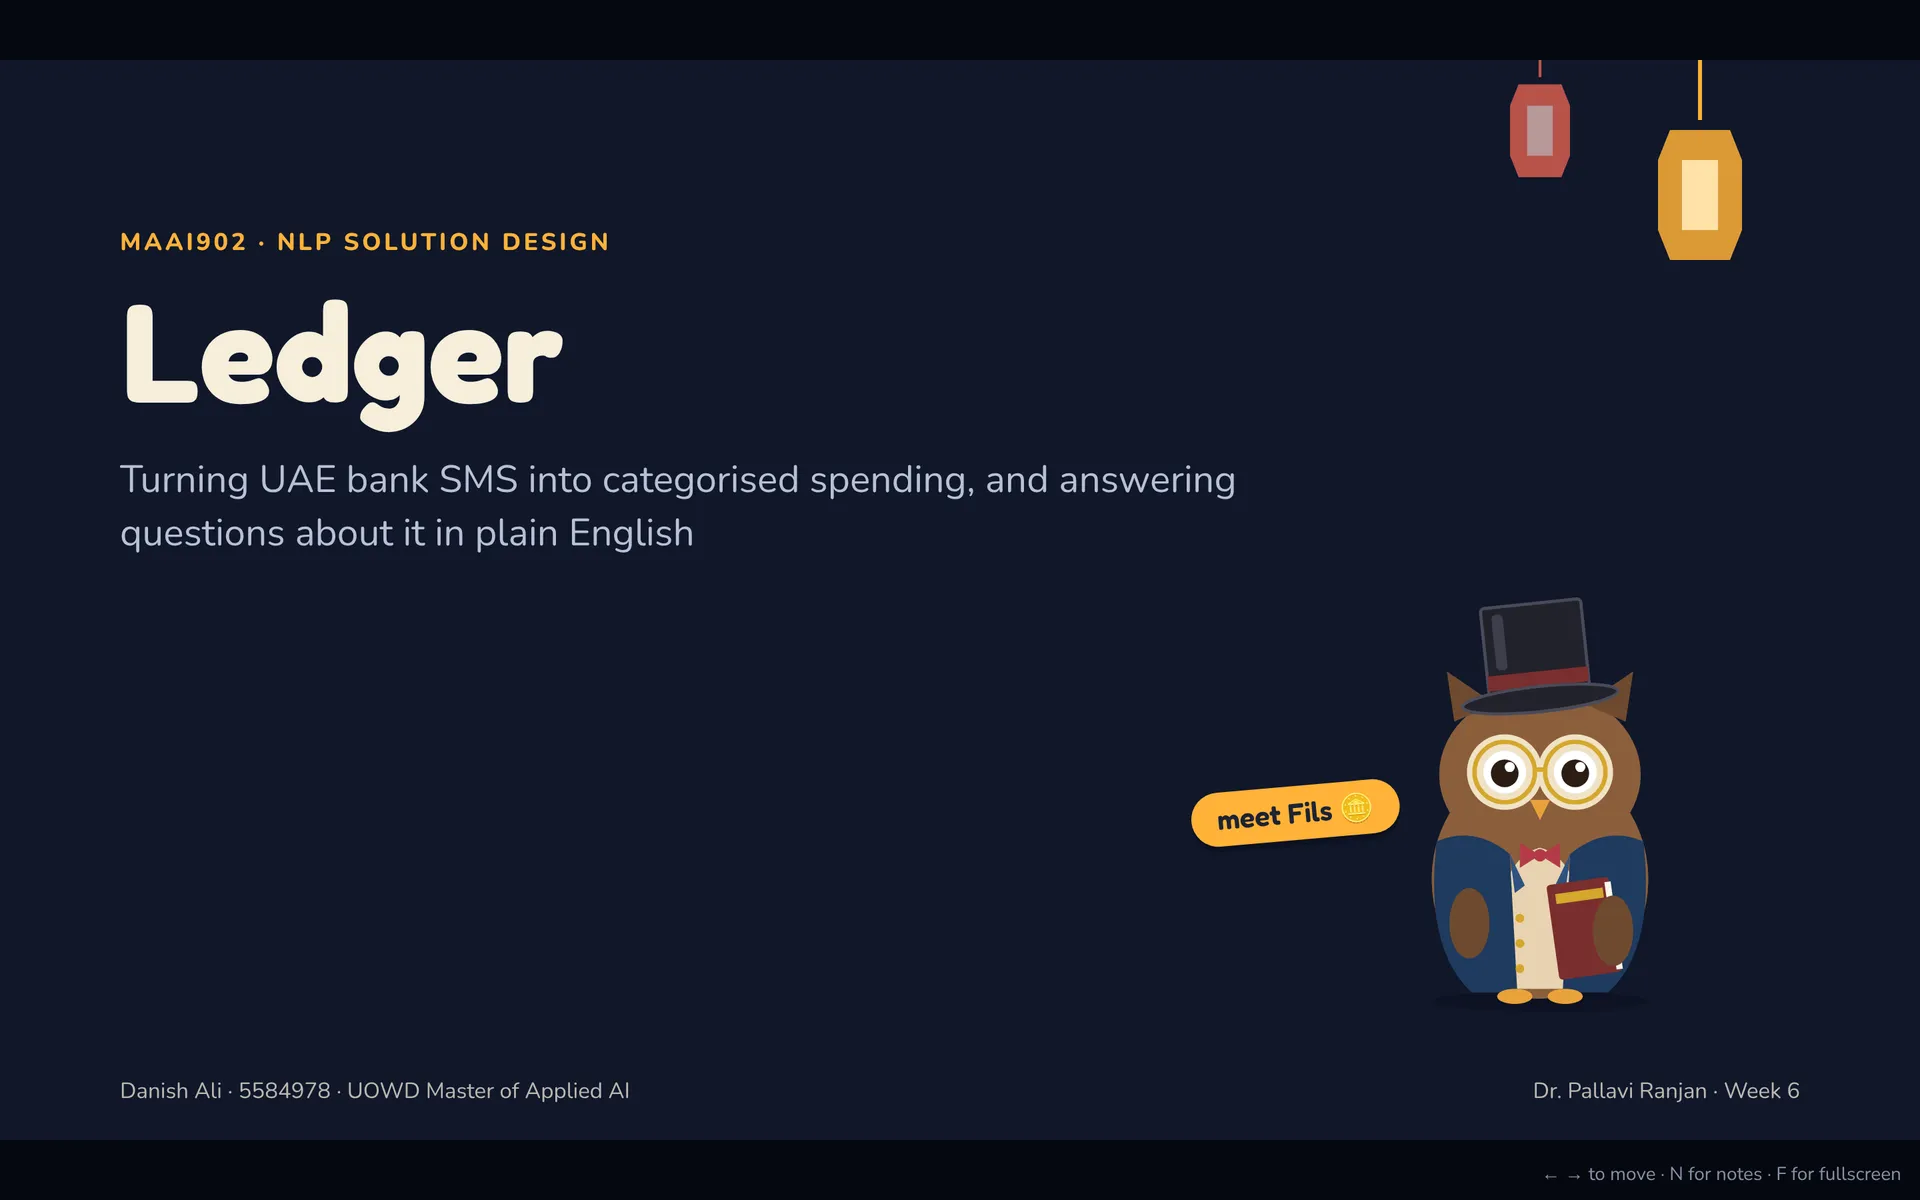 MAAI902 · NLP SOLUTION DESIGN
Ledger
Turning UAE bank SMS into categorised spending, and answering
questions about it in plain English
meet Fils 🪙
Danish Ali · 5584978 · UOWD Master of Applied AI
Dr. Pallavi Ranjan · Week 6
← → to move · N for notes · F for fullscreen